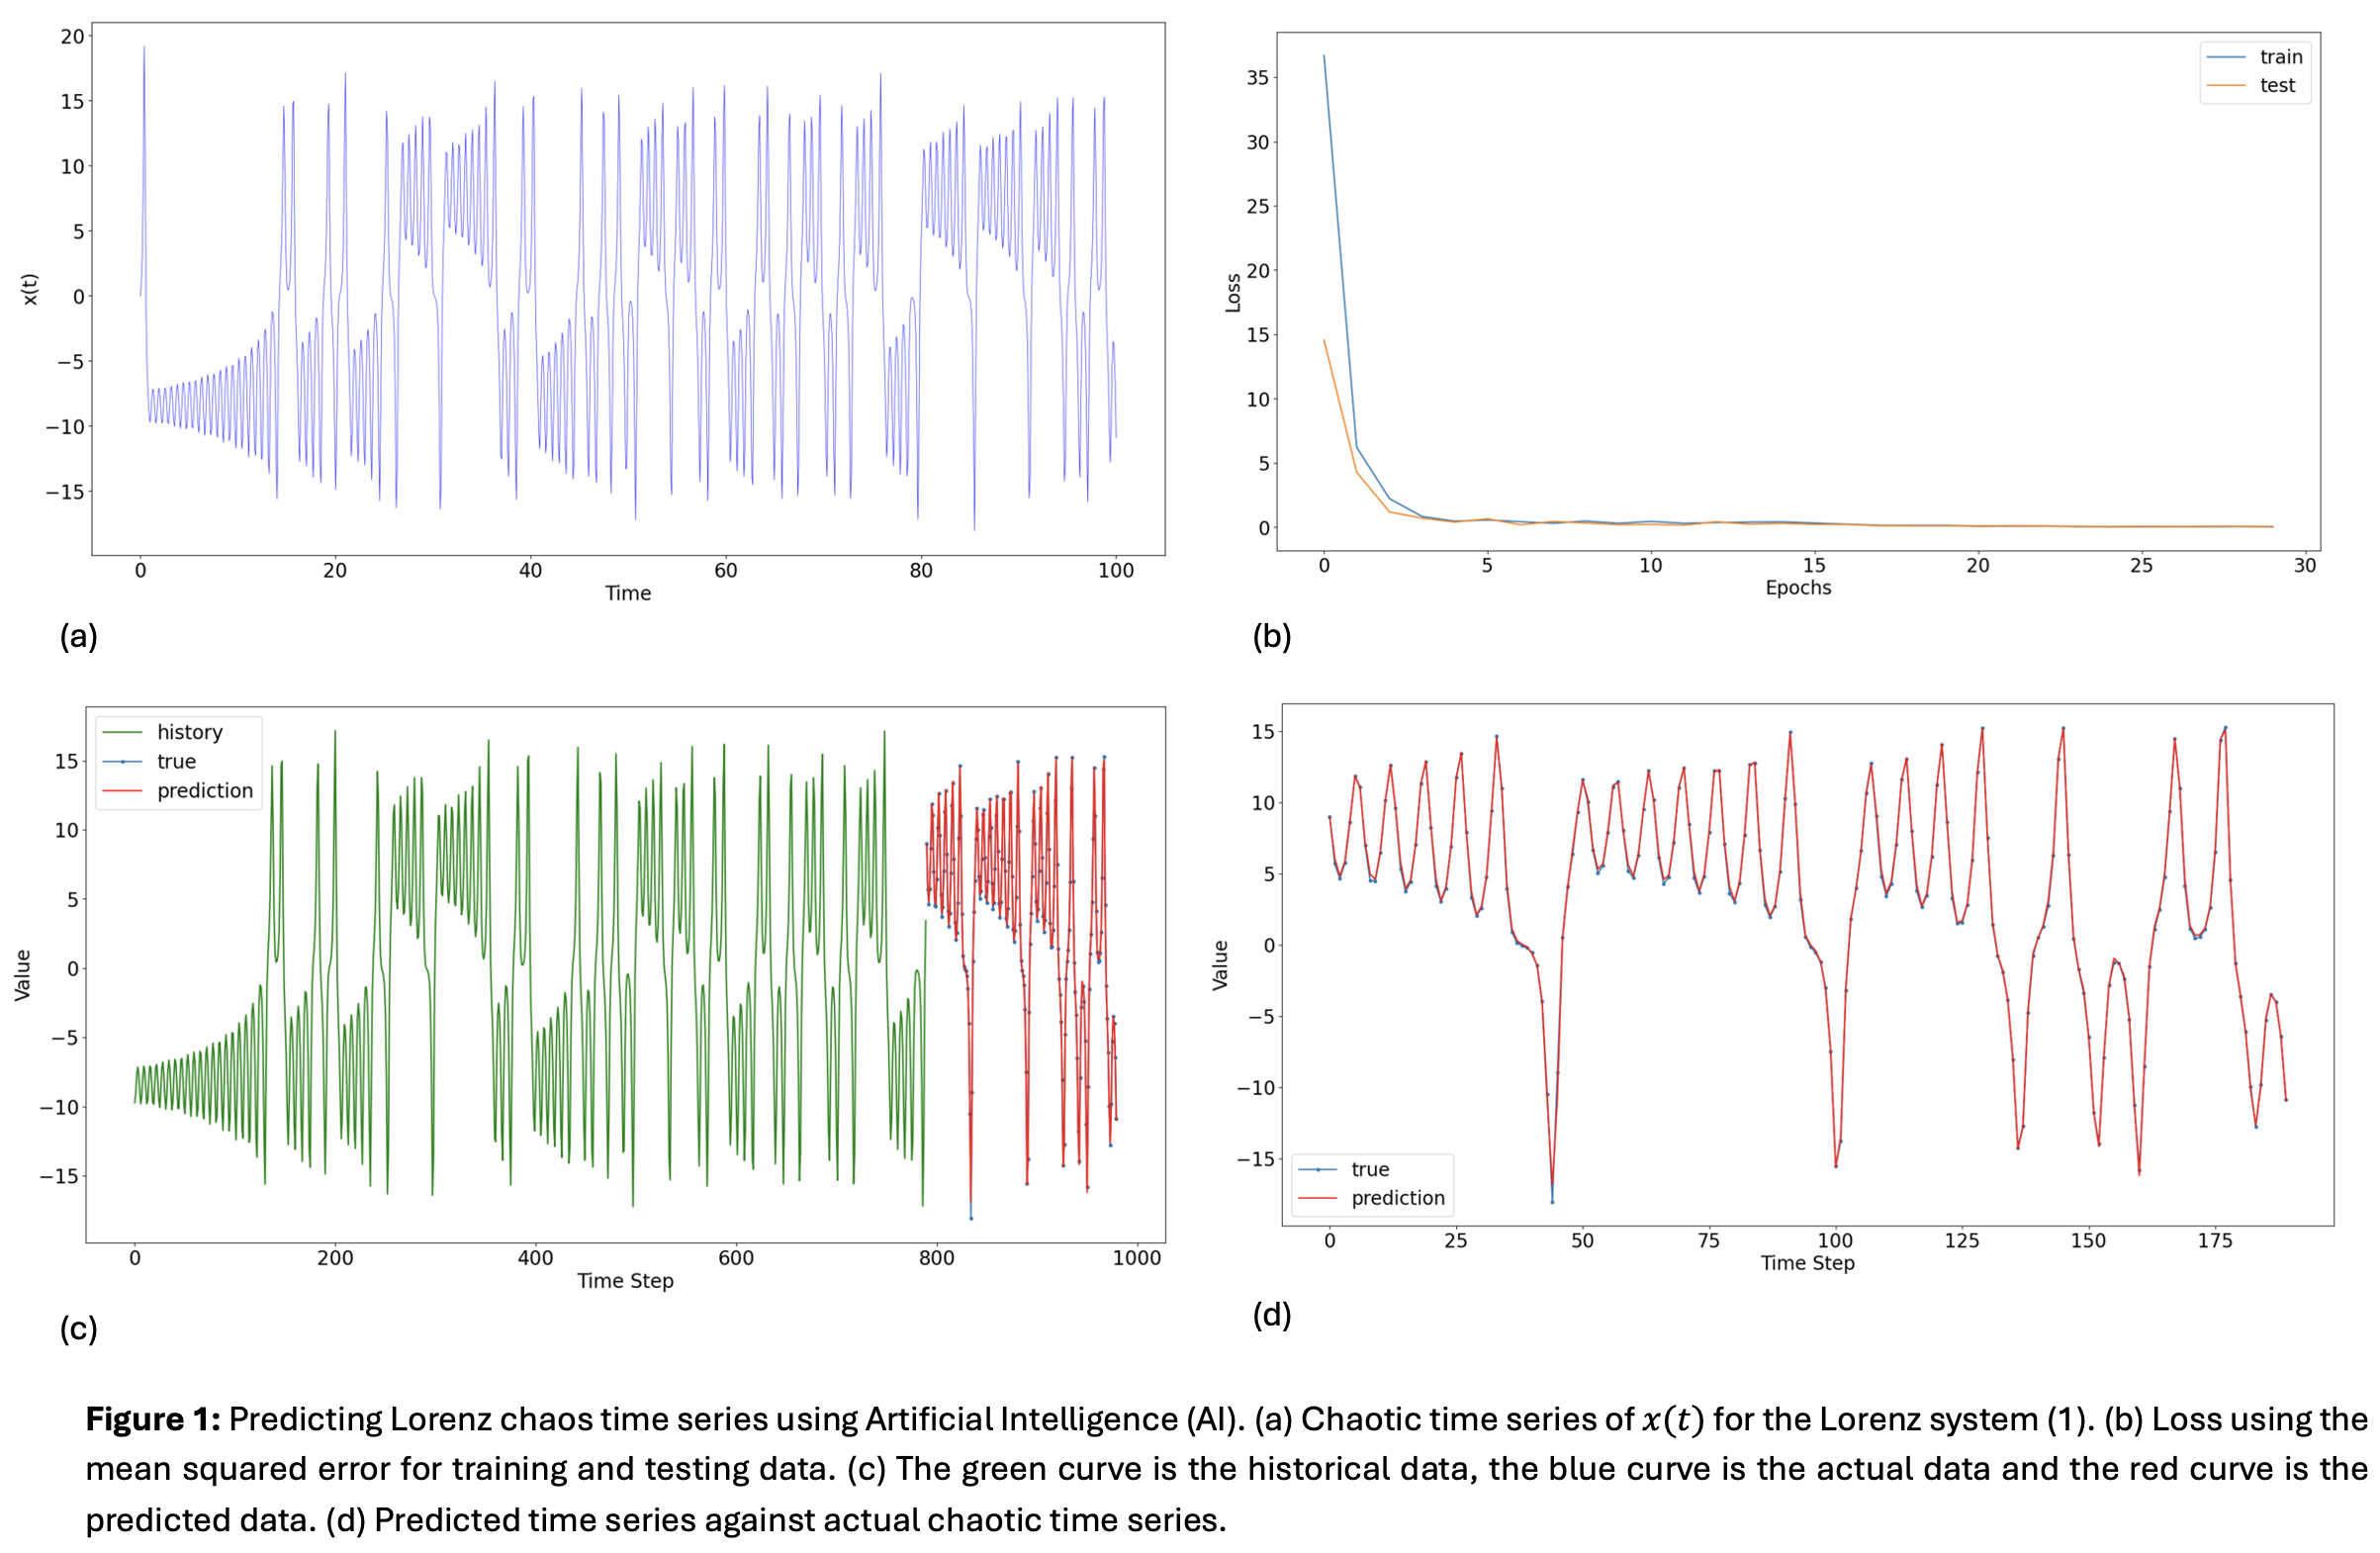 20
15
10
5
0
−5
−10
−15
x(t)
0 20 40 60 80 100
Time
(a)
35
30
25
20
15
10
5
0
Loss
train
test
0 5 10 15 20 25 30
Epochs
(b)
history
true
prediction
15
10
5
0
−5
−10
−15
Value
0 200 400 600 800 1000
Time Step
(c)
15
10
5
0
−5
−10
−15
Value
true
prediction
0 25 50 75 100 125 150 175
Time Step
(d)
Figure 1: Predicting Lorenz chaos time series using Artificial Intelligence (AI). (a) Chaotic time series of x(t) for the Lorenz system (1). (b) Loss using the
mean squared error for training and testing data. (c) The green curve is the historical data, the blue curve is the actual data and the red curve is the
predicted data. (d) Predicted time series against actual chaotic time series.